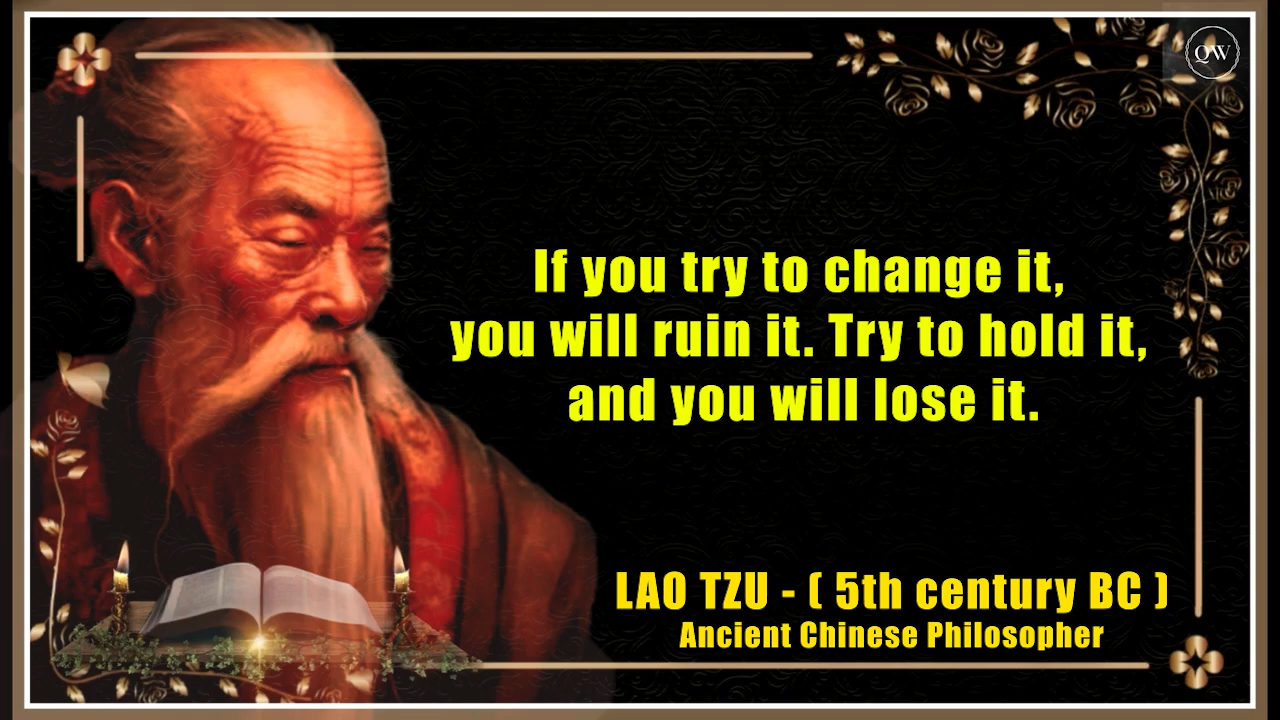 QW
If you try to change it,
you will ruin it. Try to hold it,
and you will lose it.
LAO TZU - ( 5th century BC )
Ancient Chinese Philosopher